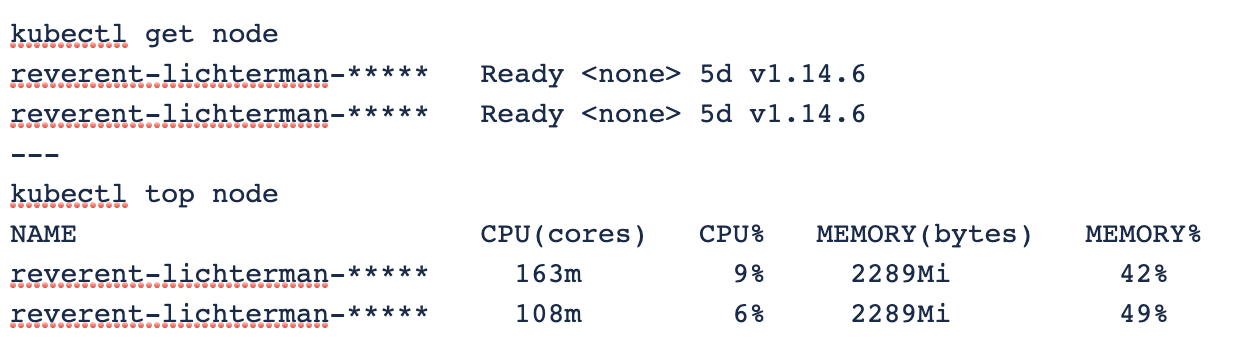 kubectl get node
reverent-lichterman-***** Ready <none> 5d v1.14.6
reverent-lichterman-***** Ready <none> 5d v1.14.6
---
kubectl top node
NAME CPU(cores) CPU% MEMORY(bytes) MEMORY%
reverent-lichterman-***** 163m 9% 2289Mi 42%
reverent-lichterman-***** 108m 6% 2289Mi 49%